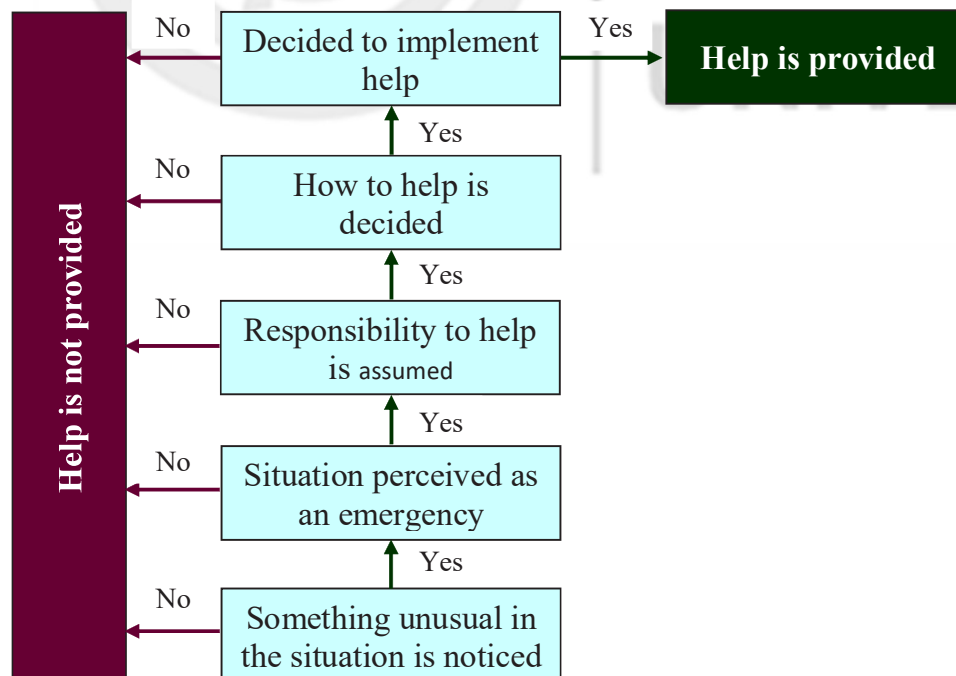 No
Decided to implement
help
Yes
Help is provided
Yes
No
How to help is
decided
Yes
No
Responsibility to help
is assumed
Yes
No
Situation perceived as
an emergency
Yes
No
Something unusual in
the situation is noticed
Help is not provided